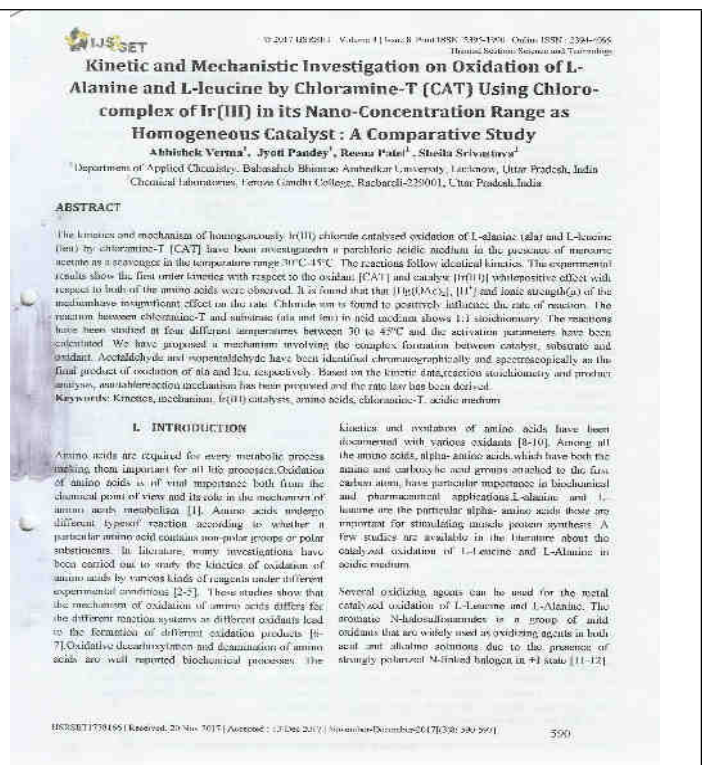 IJSRSET
© 2017 IJSRSET | Volume 3 | Issue 8 | Print ISSN: 2395-1990 | Online ISSN : 2394-4099
Themed Section: Science and Technology
Kinetic and Mechanistic Investigation on Oxidation of L-
Alanine and L-leucine by Chloramine-T (CAT) Using Chloro-
complex of Ir(III) in its Nano-Concentration Range as
Homogeneous Catalyst : A Comparative Study
Abhishek Verma¹, Jyoti Pandey¹, Reena Patel¹, Sheila Srivastava²
¹Department of Applied Chemistry, Babasaheb Bhimrao Ambedkar University, Lucknow, Uttar Pradesh, India
Chemical Laboratories, Feroze Gandhi College, Raebareli-229001, Uttar Pradesh, India
ABSTRACT
The kinetics and mechanism of homogeneously Ir(III) chloride catalysed oxidation of L-alanine (ala) and L-leucine
(leu) by chloramine-T [CAT] have been investigatedin a perchloric acidic medium in the presence of mercuric
acetate as a scavenger in the temperature range 30°C-45°C. The reactions follow identical kinetics. The experimental
results show the first order kinetics with respect to the oxidant [CAT] and catalyst [Ir(III)] whilepositive effect with
respect to both of the amino acids were observed. It is found that that [Hg(OAc)₂], [H⁺] and ionic strength(μ) of the
mediumhave insignificant effect on the rate. Chloride ion is found to positively influence the rate of reaction. The
reaction between chloramine-T and substrate (ala and leu) in acid medium shows 1:1 stoichiometry. The reactions
have been studied at four different temperatures between 30 to 45°C and the activation parameters have been
calculated. We have proposed a mechanism involving the complex formation between catalyst, substrate and
oxidant. Acetaldehyde and isopentaldehyde have been identified chromatographically and spectroscopically as the
final product of oxidation of ala and leu, respectively. Based on the kinetic data,reaction stoichiometry and product
analysis, asuitablereaction mechanism has been proposed and the rate law has been derived.
Keywords: Kinetics, mechanism, Ir(III) catalysis, amino acids, chloramine-T, acidic medium
I. INTRODUCTION
Amino acids are required for every metabolic process
making them important for all life processes.Oxidation
of amino acids is of vital importance both from the
chemical point of view and its role in the mechanism of
amino acids metabolism [1]. Amino acids undergo
different typesof reaction according to whether a
particular amino acid contains non-polar groups or polar
substituents. In literature, many investigations have
been carried out to study the kinetics of oxidation of
amino acids by various kinds of reagents under different
experimental conditions [2-5]. These studies show that
the mechanism of oxidation of amino acids differs for
the different reaction systems as different oxidants lead
to the formation of different oxidation products [6-
7].Oxidative decarboxylation and deamination of amino
acids are well reported biochemical processes. The
kinetics and oxidation of amino acids have been
documented with various oxidants [8-10]. Among all
the amino acids, alpha- amino acids,which have both the
amine and carboxylic acid groups attached to the first
carbon atom, have particular importance in biochemical
and pharmaceutical applications.L-alanine and L-
leucine are the particular alpha- amino acids those are
important for stimulating muscle protein synthesis. A
few studies are available in the literature about the
catalyzed oxidation of L-Leucine and L-Alanine in
acidic medium.
Several oxidizing agents can be used for the metal
catalyzed oxidation of L-Leucine and L-Alanine. The
aromatic N-halosulfonamides is a group of mild
oxidants that are widely used as oxidizing agents in both
acid and alkaline solutions due to the presence of
strongly polarized N-linked halogen in +1 state [11-12]
IJSRSET1738166 | Received: 20 Nov 2017 | Accepted : 13 Dec 2017 | November-December-2017[(3)8: 590-597]
590